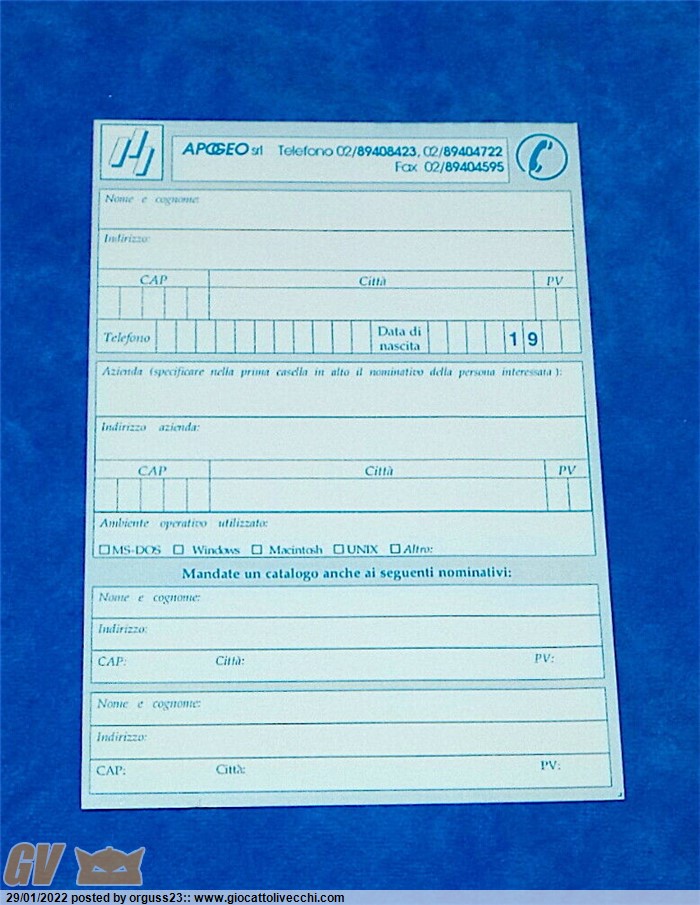 APOGEO srl Telefono 02/89408423, 02/89404722
Fax 02/89404595
Nome e cognome:
Indirizzo:
CAP Città PV
Telefono Data di nascita 19
Azienda (specificare nella prima casella in alto il nominativo della persona interessata):
Indirizzo azienda:
CAP Città PV
Ambiente operativo utilizzato:
MS-DOS Windows Macintosh UNIX Altro:
Mandate un catalogo anche ai seguenti nominativi:
Nome e cognome:
Indirizzo:
CAP: Città: PV:
Nome e cognome:
Indirizzo:
CAP: Città: PV:
GV
29/01/2022 posted by orguss23:: www.giocattolivecchi.com